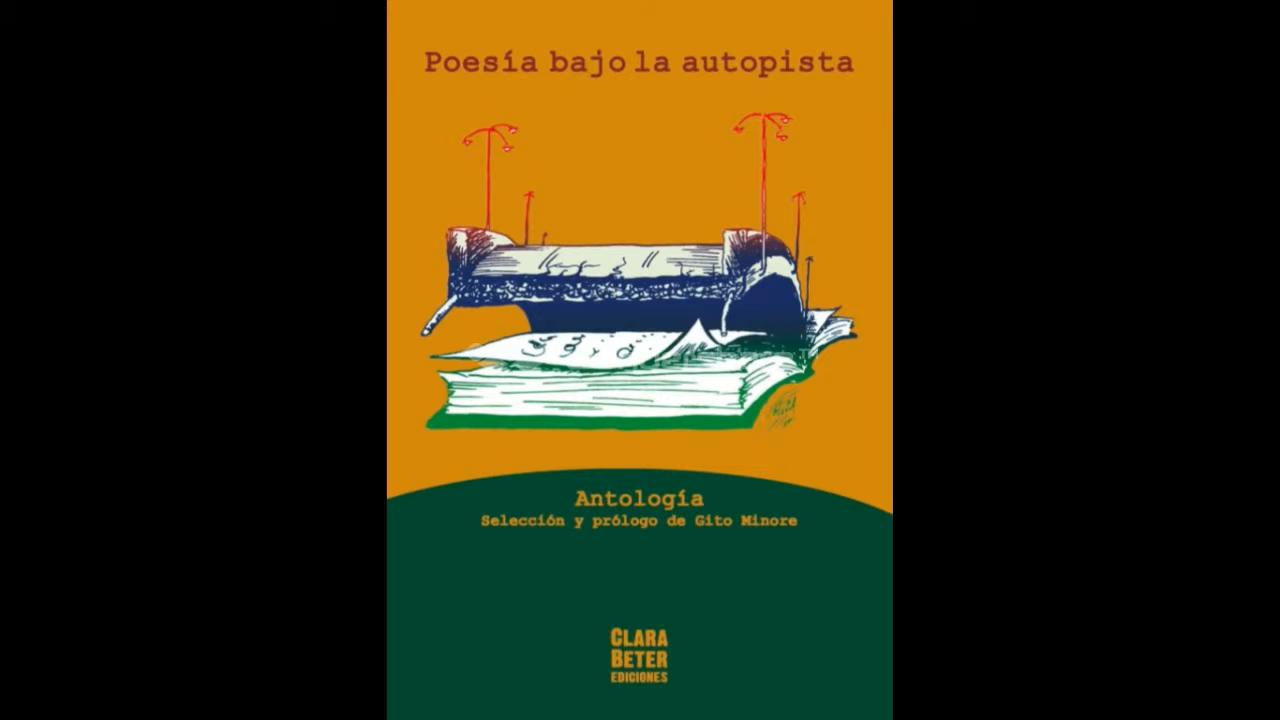 Poesía bajo la autopista
Antología
Selección y prólogo de Gito Minore
CLARA
BETER
EDICIONES